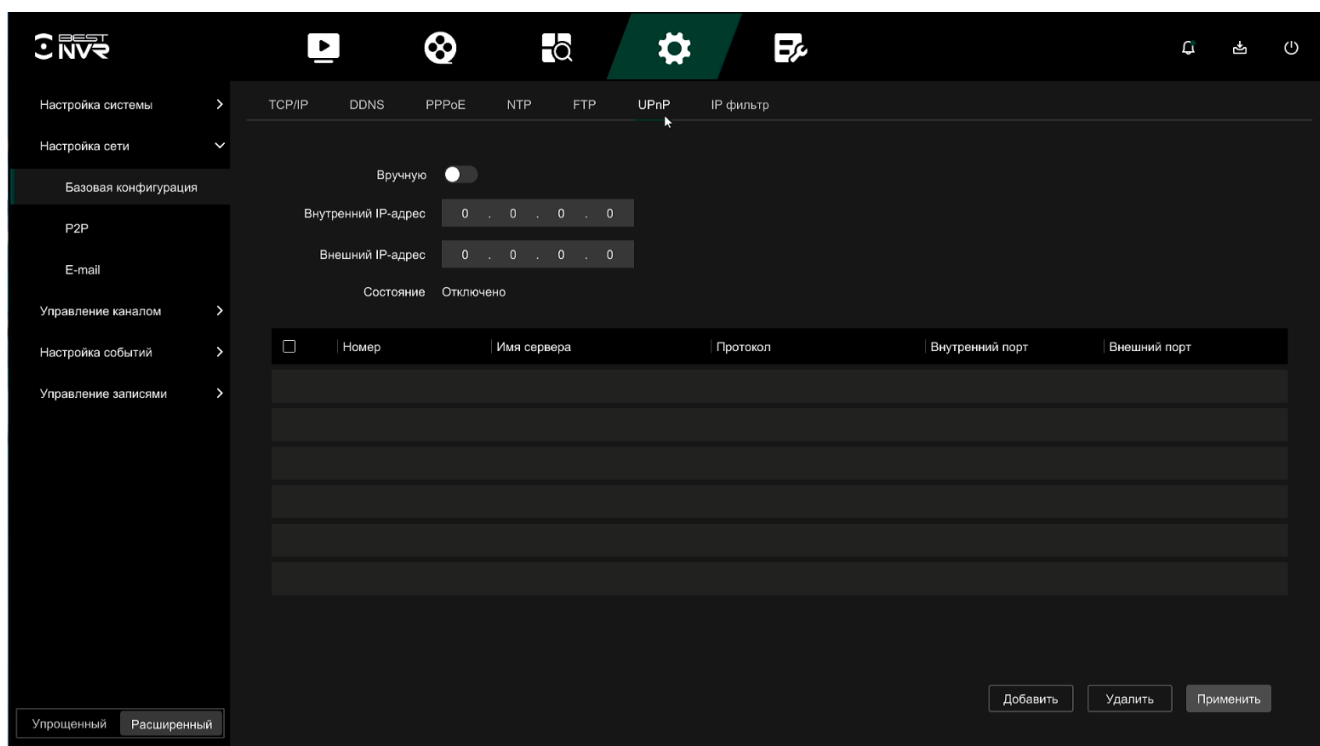 BEST
NVR
Настройка системы
TCP/IP DDNS PPPoE NTP FTP UPnP IP фильтр
Настройка сети
Вручную
Базовая конфигурация
Внутренний IP-адрес 0 . 0 . 0 . 0
P2P
Внешний IP-адрес 0 . 0 . 0 . 0
E-mail
Состояние Отключено
Управление каналом
Номер Имя сервера Протокол Внутренний порт Внешний порт
Настройка событий
Управление записями
Добавить Удалить Применить
Упрощенный Расширенный